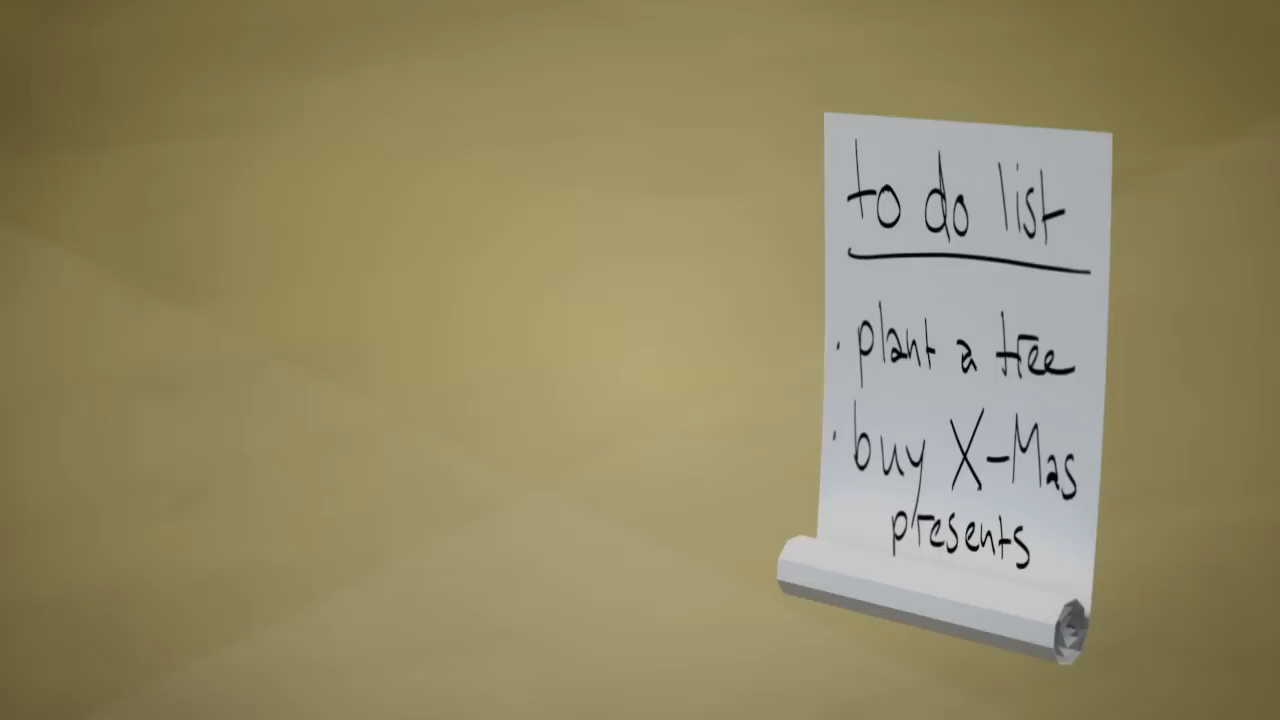 to do list
· plant a tree
· buy X-Mas
presents